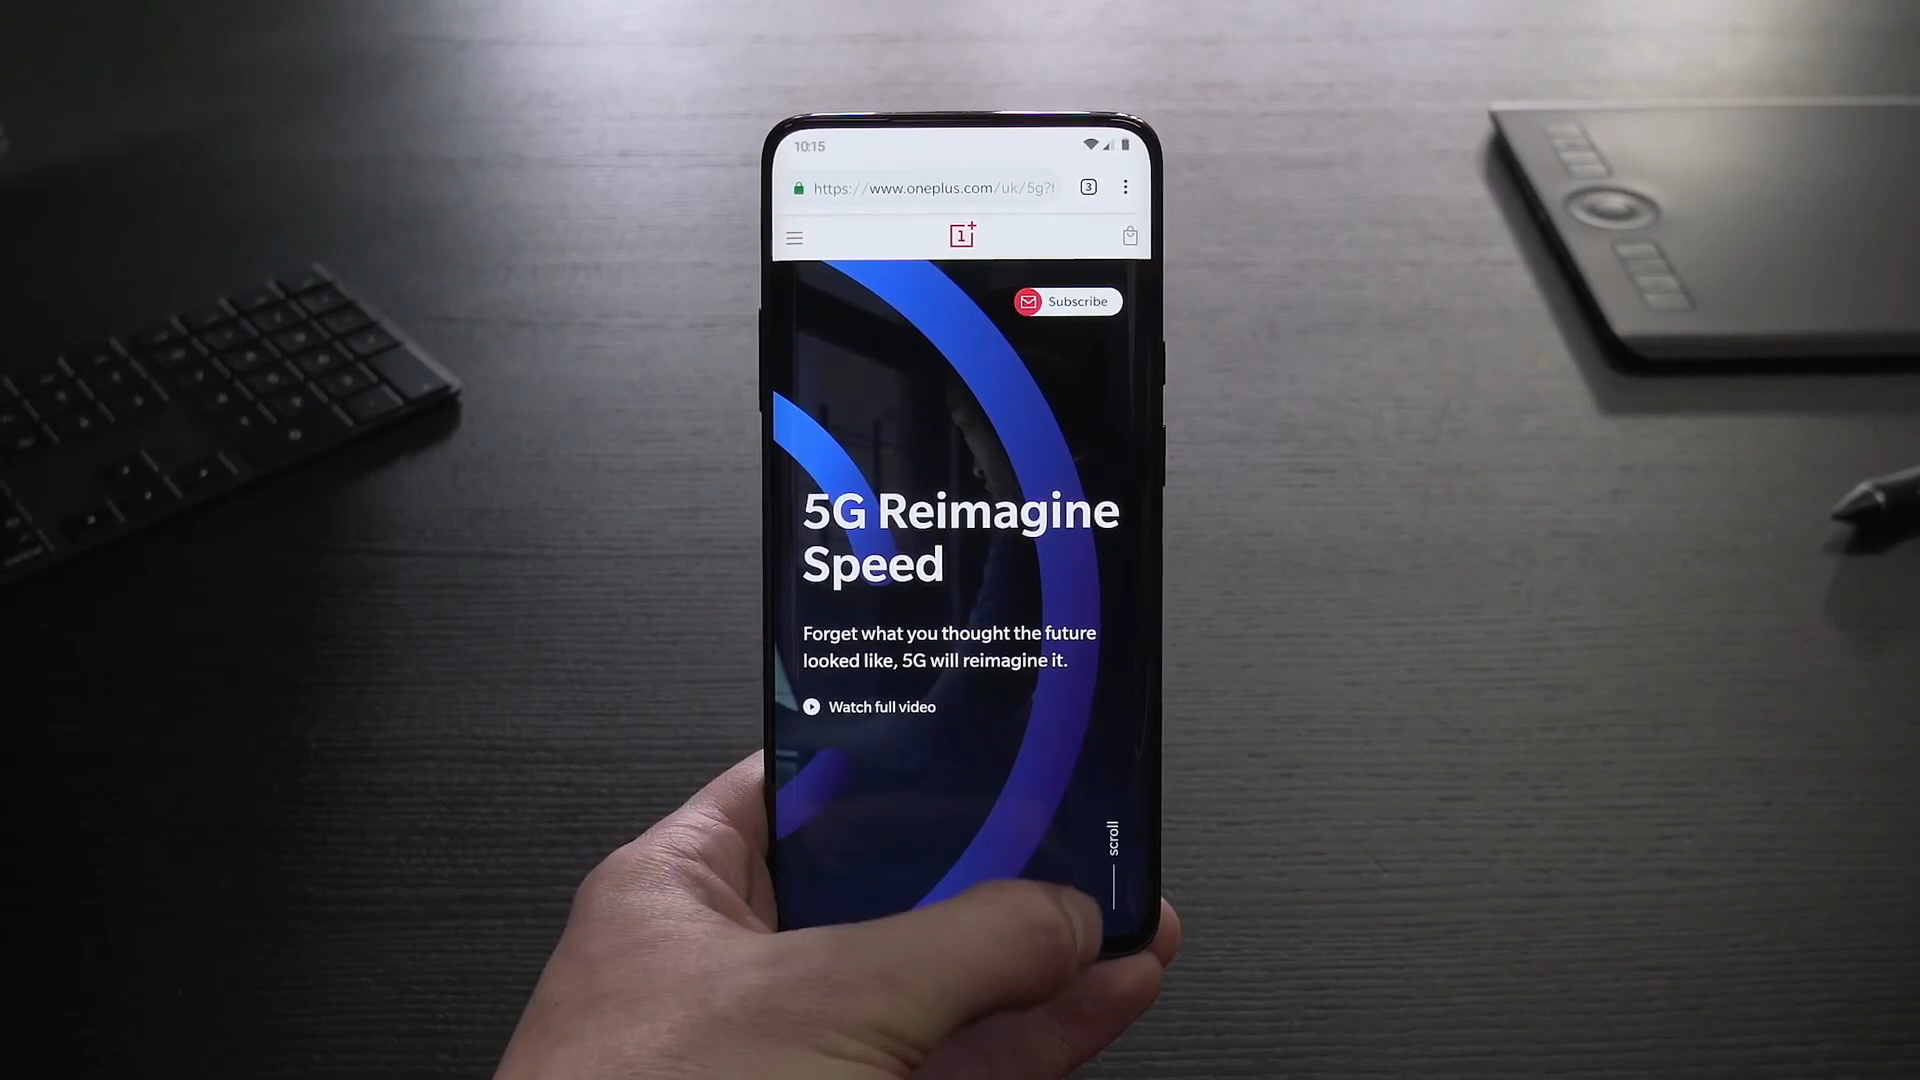 10:15
https://www.oneplus.com/uk/5g?
3
1+
Subscribe
5G Reimagine
Speed
Forget what you thought the future
looked like, 5G will reimagine it.
Watch full video
scroll